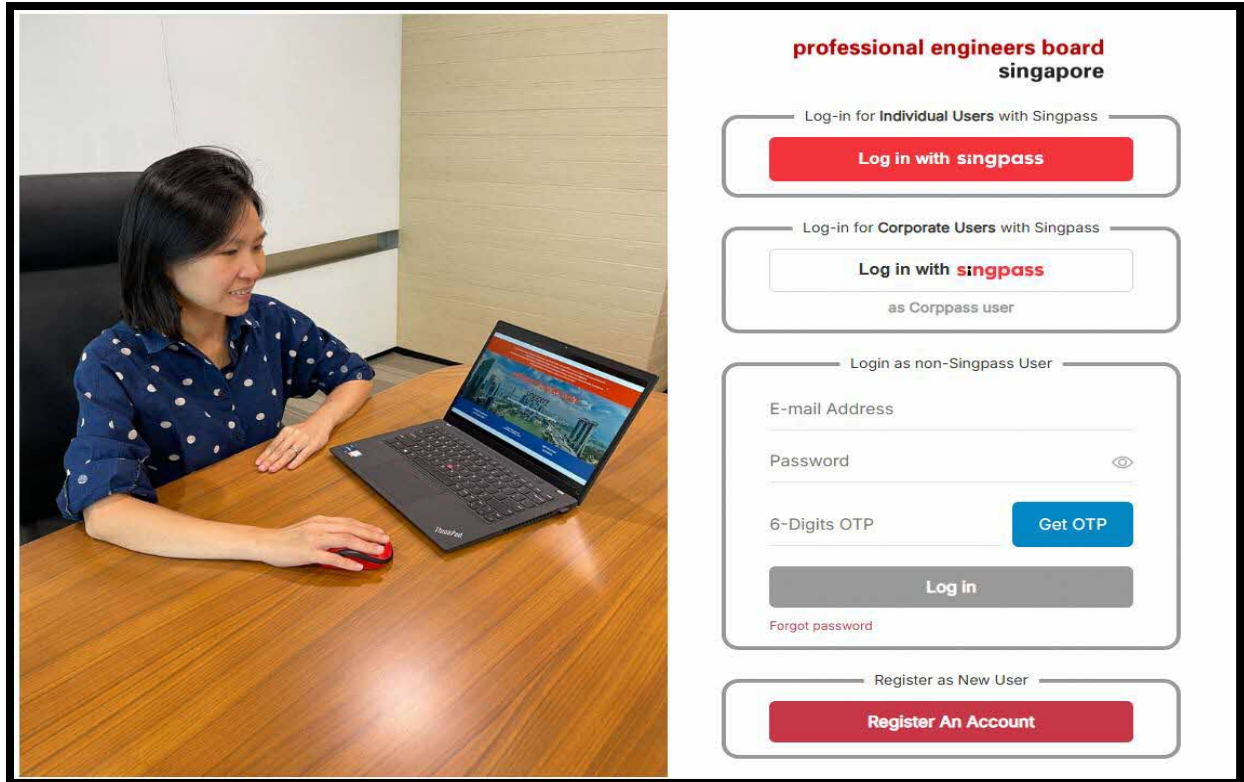 professional engineers board
singapore
Log-in for Individual Users with Singpass
Log in with singpass
Log-in for Corporate Users with Singpass
Log in with singpass
as Corppass user
Login as non-Singpass User
E-mail Address
Password
6-Digits OTP
Get OTP
Log in
Forgot password
Register as New User
Register An Account
ThinkPad